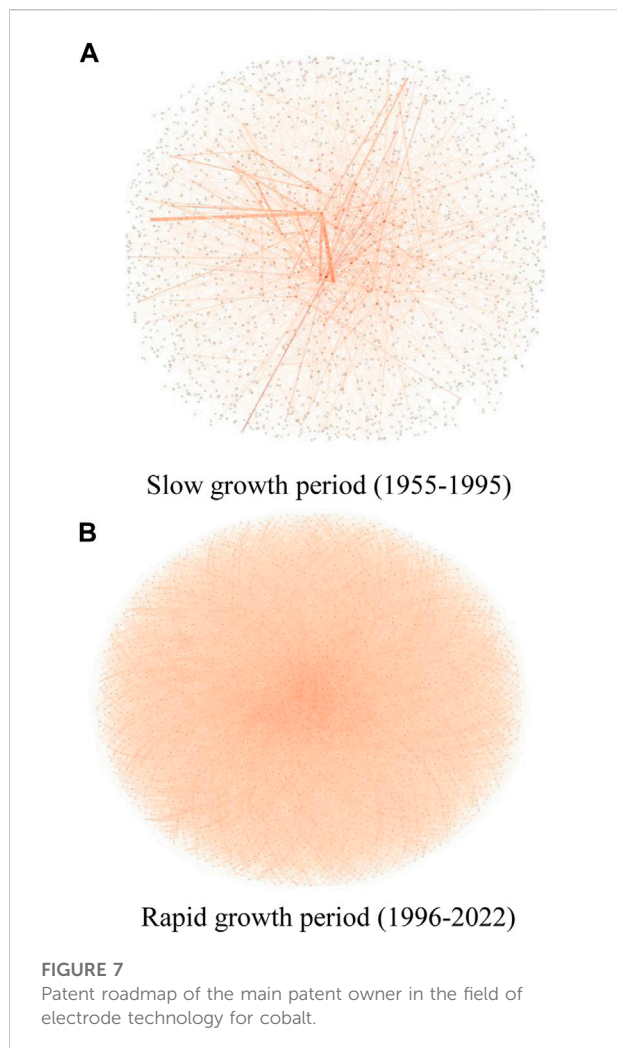 A
Slow growth period (1955-1995)
B
Rapid growth period (1996-2022)
FIGURE 7
Patent roadmap of the main patent owner in the field of
electrode technology for cobalt.